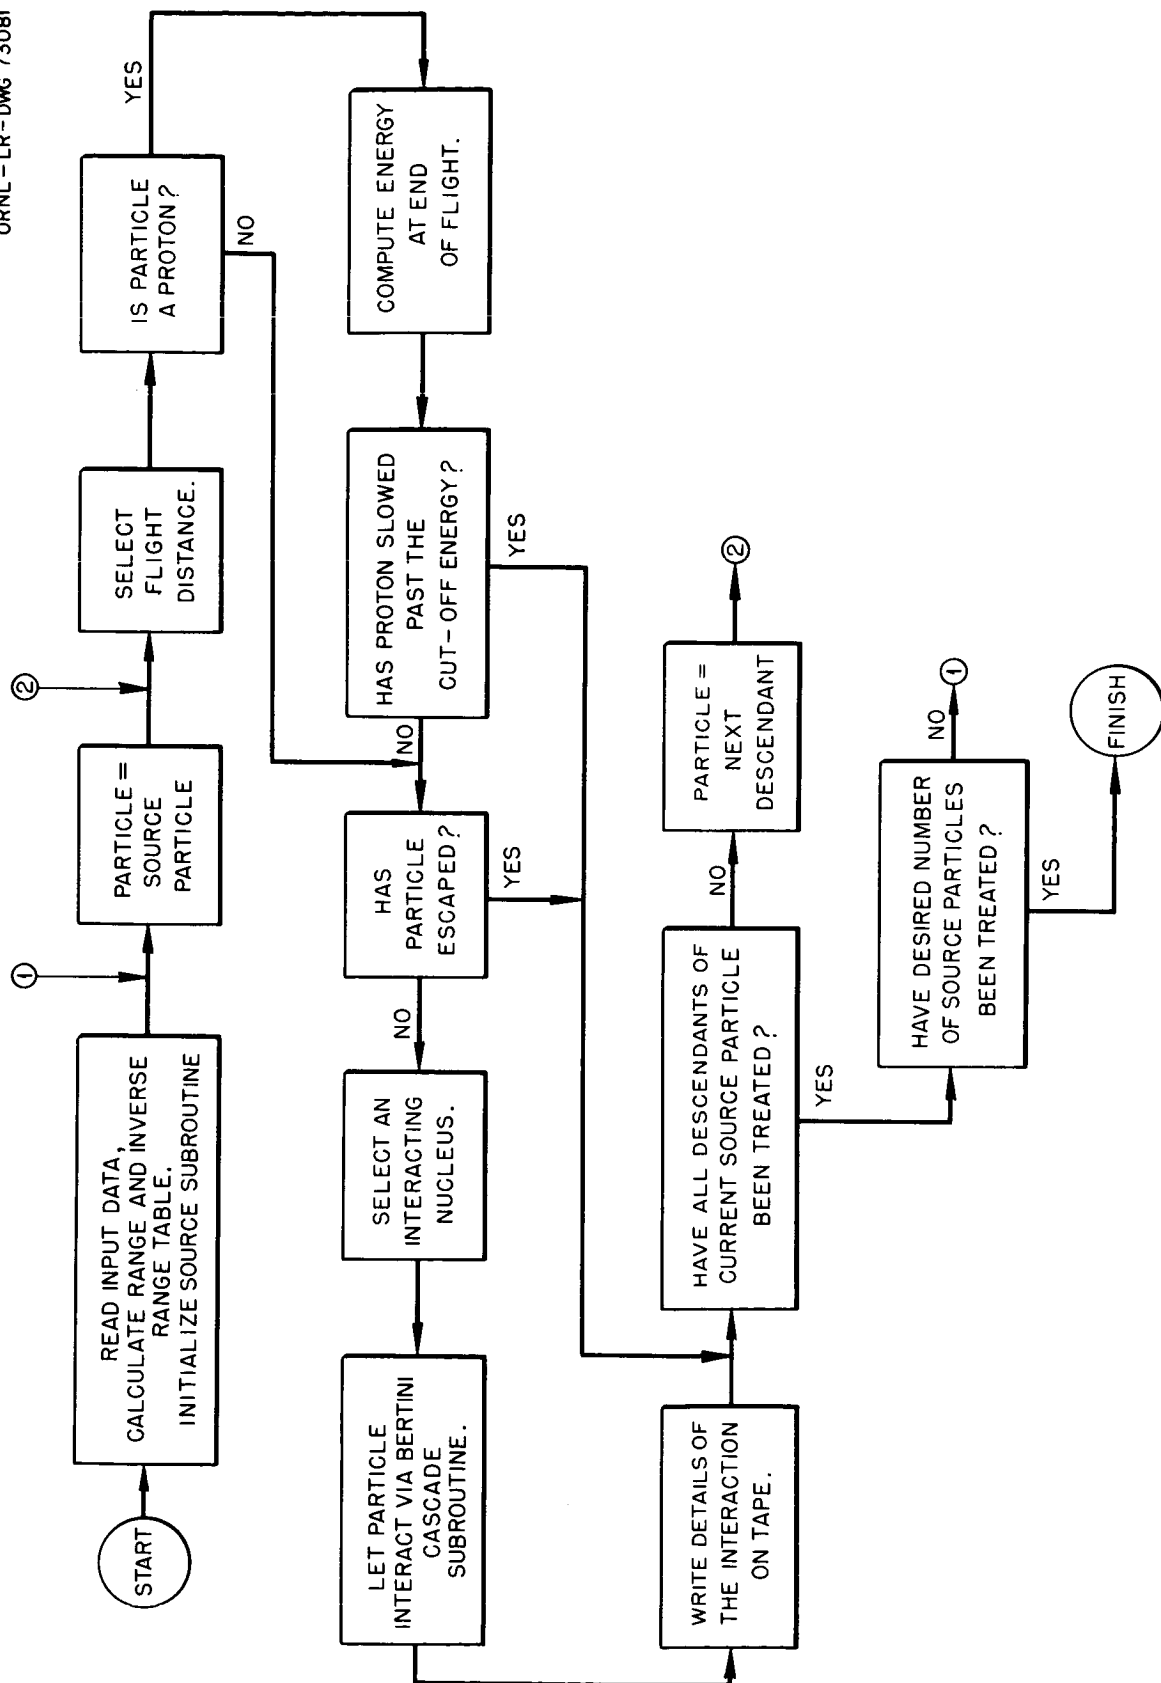 ORNL-LR-DWG 73081
START
READ INPUT DATA,
CALCULATE RANGE AND INVERSE
RANGE TABLE.
INITIALIZE SOURCE SUBROUTINE
①
PARTICLE =
SOURCE
PARTICLE
②
SELECT
FLIGHT
DISTANCE.
IS PARTICLE
A PROTON?
YES
NO
COMPUTE ENERGY
AT END
OF FLIGHT.
HAS PROTON SLOWED
PAST THE
CUT-OFF ENERGY?
YES
NO
HAS
PARTICLE
ESCAPED?
YES
NO
SELECT AN
INTERACTING
NUCLEUS.
LET PARTICLE
INTERACT VIA BERTINI
CASCADE
SUBROUTINE.
WRITE DETAILS OF
THE INTERACTION
ON TAPE.
HAVE ALL DESCENDANTS OF
CURRENT SOURCE PARTICLE
BEEN TREATED?
NO
YES
PARTICLE =
NEXT
DESCENDANT
②
HAVE DESIRED NUMBER
OF SOURCE PARTICLES
BEEN TREATED?
NO
①
YES
FINISH